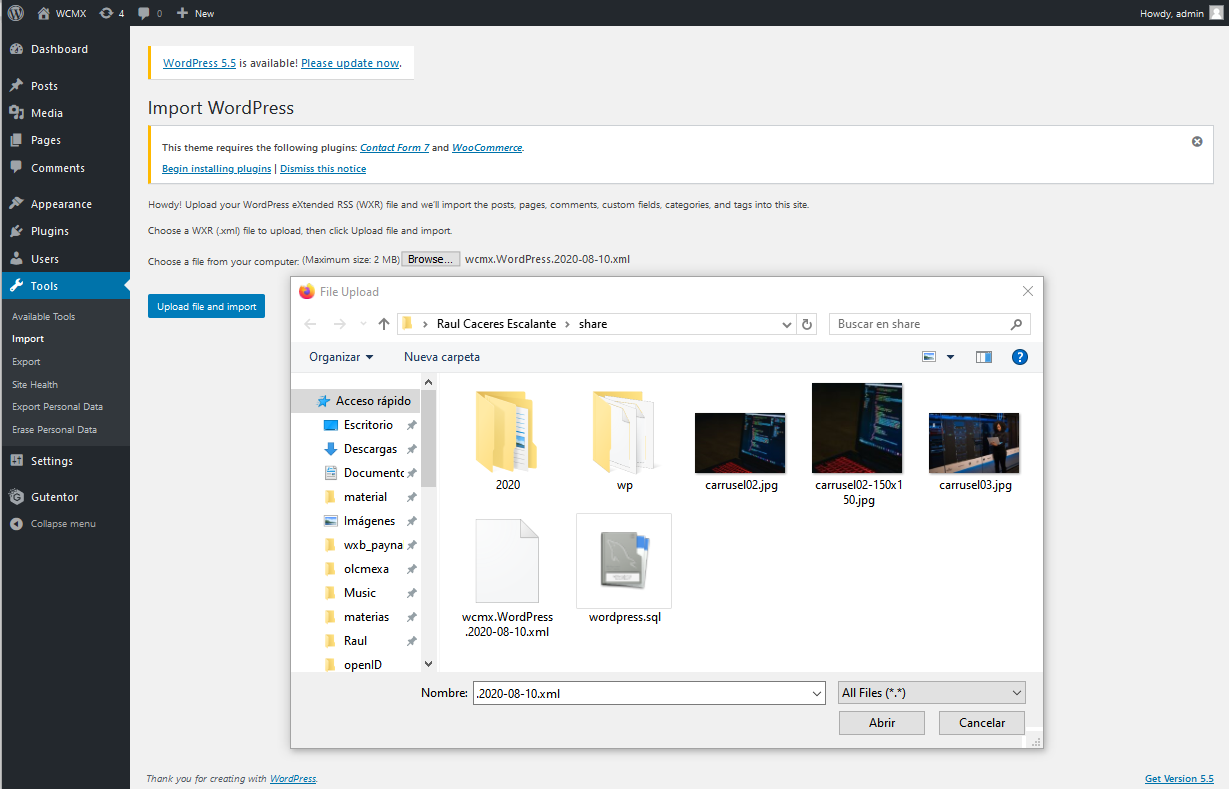 WCMX 4 0 New Howdy, admin
Dashboard
Posts
Media
Pages
Comments
Appearance
Plugins
Users
Tools
Available Tools
Import
Export
Site Health
Export Personal Data
Erase Personal Data
Settings
Gutentor
Collapse menu
WordPress 5.5 is available! Please update now.
Import WordPress
This theme requires the following plugins: Contact Form 7 and WooCommerce.
Begin installing plugins | Dismiss this notice
Howdy! Upload your WordPress eXtended RSS (WXR) file and we'll import the posts, pages, comments, custom fields, categories, and tags into this site.
Choose a WXR (.xml) file to upload, then click Upload file and import.
Choose a file from your computer: (Maximum size: 2 MB) Browse... wcmx.WordPress.2020-08-10.xml
Upload file and import
File Upload
Raul Caceres Escalante > share
Buscar en share
Organizar
Nueva carpeta
Acceso rápido
Escritorio
Descargas
Documento
material
Imágenes
wxb_payna
olcmexa
Music
materias
Raul
openID
2020
wp
carrusel02.jpg
carrusel02-150x1
50.jpg
carrusel03.jpg
wcmx.WordPress
.2020-08-10.xml
wordpress.sql
Nombre: .2020-08-10.xml
All Files (*.*)
Abrir
Cancelar
Thank you for creating with WordPress.
Get Version 5.5